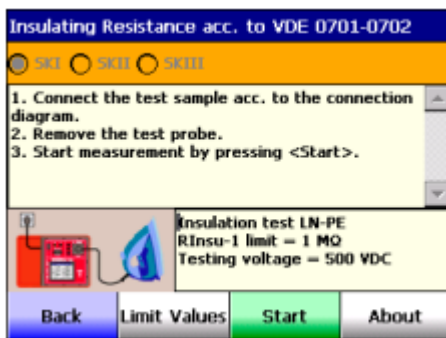 Insulating Resistance acc. to VDE 0701-0702
SKI SKII SKIII
1. Connect the test sample acc. to the connection
diagram.
2. Remove the test probe.
3. Start measurement by pressing <Start>.
Insulation test LN-PE
RInsu-1 limit = 1 MΩ
Testing voltage = 500 VDC
Back Limit Values Start About